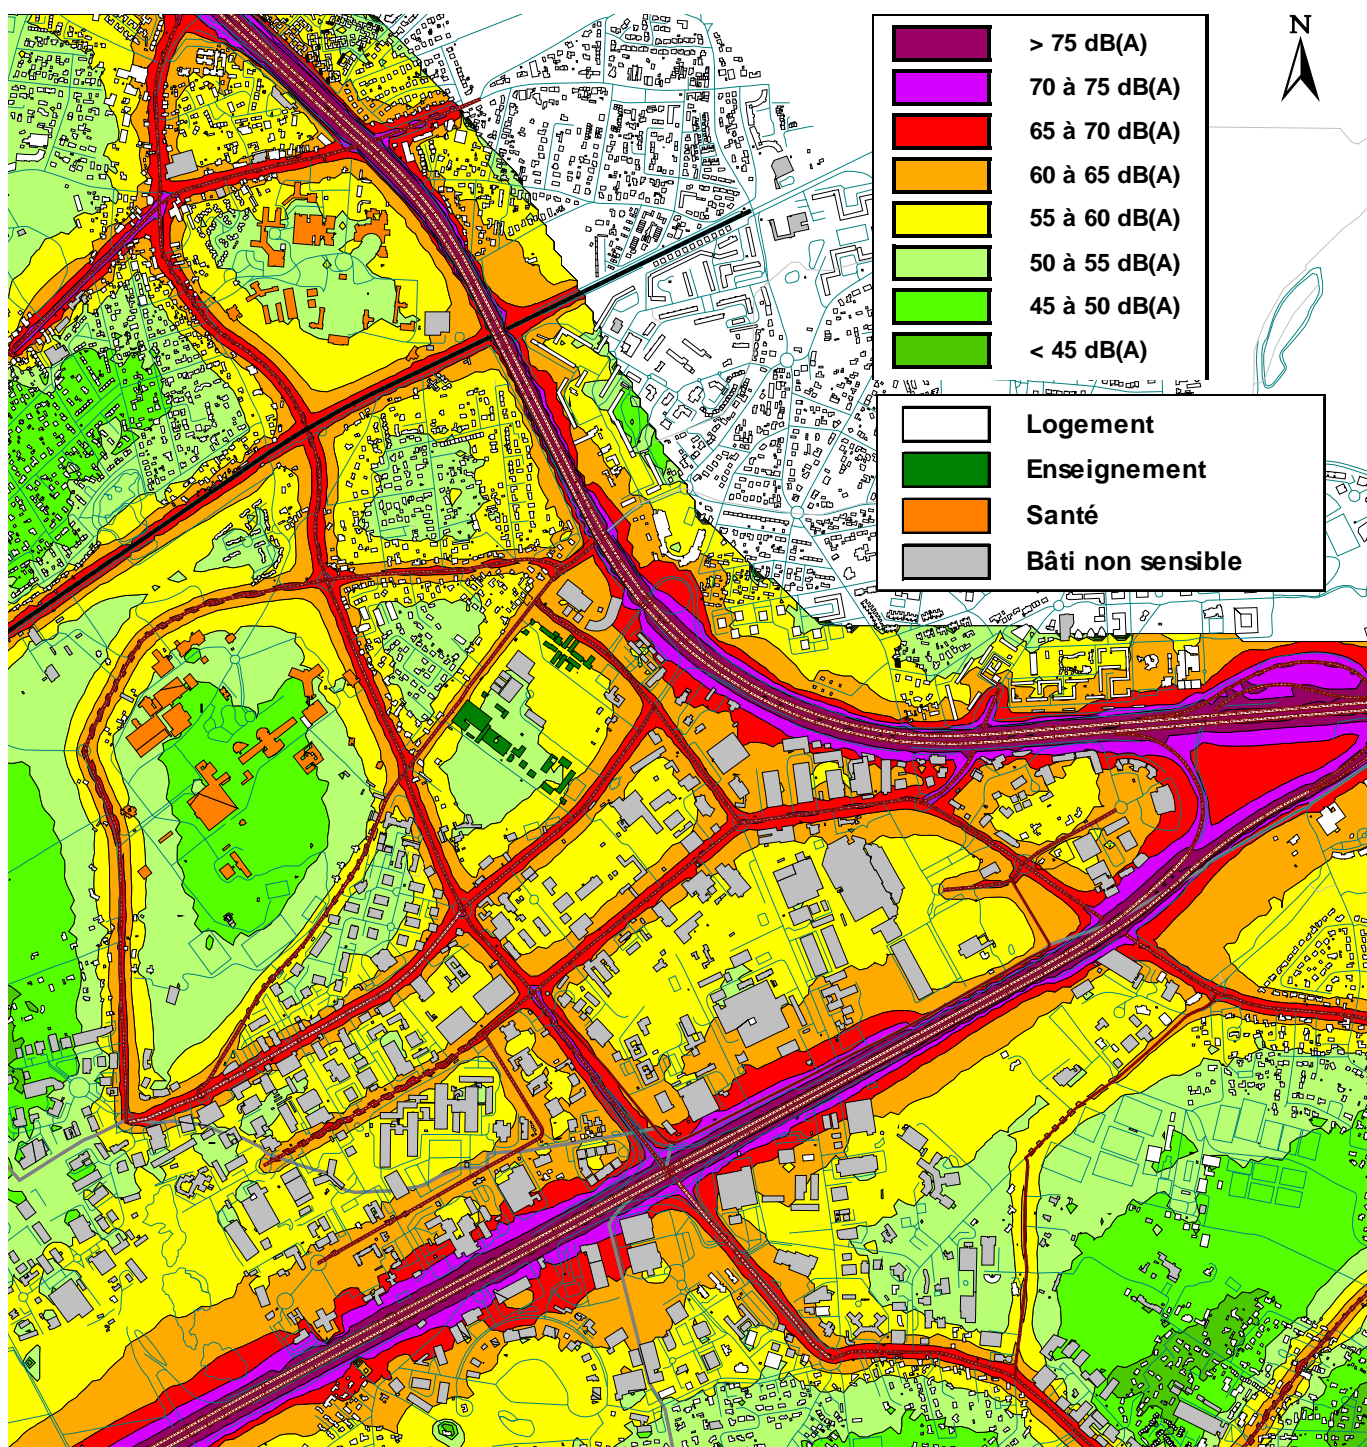 N
> 75 dB(A)
70 à 75 dB(A)
65 à 70 dB(A)
60 à 65 dB(A)
55 à 60 dB(A)
50 à 55 dB(A)
45 à 50 dB(A)
< 45 dB(A)
Logement
Enseignement
Santé
Bâti non sensible